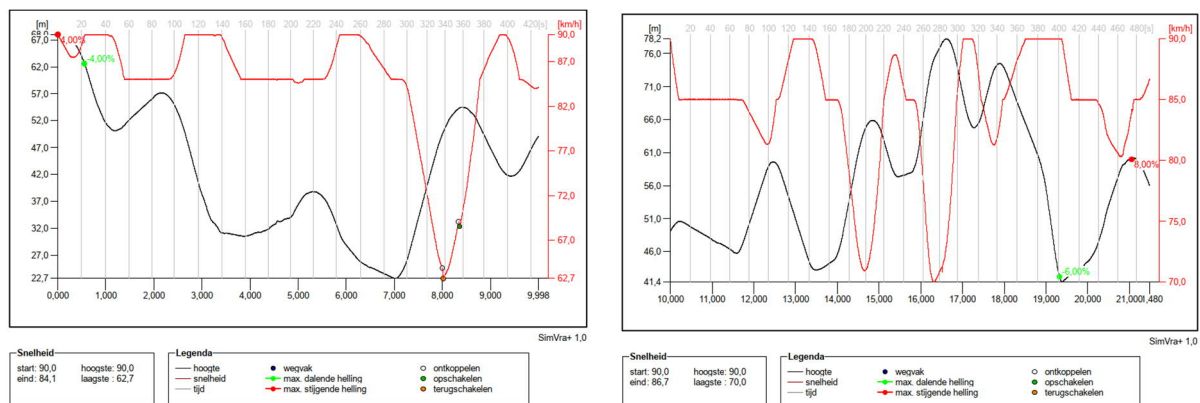 [m] 0 20 40 60 80 100 120 140 160 180 200 220 240 260 280 300 320 340 360 380 400 420[s] [km/h]
68,0
67,0
62,0
57,0
52,0
47,0
42,0
37,0
32,0
27,0
22,7
4,00%
-4,00%
90,0
87,0
82,0
77,0
72,0
67,0
62,7
0,000 1,000 2,000 3,000 4,000 5,000 6,000 7,000 8,000 9,000 9,998
SimVra+ 1,0
Snelheid
start: 90,0 hoogste: 90,0
eind: 84,1 laagste : 62,7
Legenda
hoogte wegvak ontkoppelen
snelheid max. dalende helling opschakelen
tijd max. stijgende helling terugschakelen
[m] 20 40 60 80 100 120 140 160 180 200 220 240 260 280 300 320 340 360 380 400 420 440 460 480[s] [km/h]
78,2
76,0
71,0
66,0
61,0
56,0
51,0
46,0
41,4
90,0
85,0
80,0
75,0
70,0
8,00%
-6,00%
10,000 11,000 12,000 13,000 14,000 15,000 16,000 17,000 18,000 19,000 20,000 21,000 1,480
SimVra+ 1,0
Snelheid
start: 90,0 hoogste: 90,0
eind: 86,7 laagste : 70,0
Legenda
hoogte wegvak ontkoppelen
snelheid max. dalende helling opschakelen
tijd max. stijgende helling terugschakelen